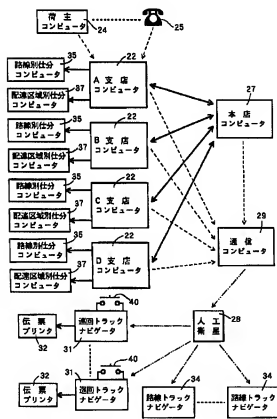 荷主
コンピュータ
24
25
35
路線別仕分
コンピュータ
37
配達区域別仕分
コンピュータ
22
A支店
コンピュータ
35
路線別仕分
コンピュータ
37
配達区域別仕分
コンピュータ
22
B支店
コンピュータ
35
路線別仕分
コンピュータ
37
配達区域別仕分
コンピュータ
22
C支店
コンピュータ
35
路線別仕分
コンピュータ
37
配達区域別仕分
コンピュータ
22
D支店
コンピュータ
27
本店
コンピュータ
29
通信
コンピュータ
28
人工
衛星
40
伝票
プリンタ
32
31
巡回トラック
ナビゲータ
40
伝票
プリンタ
32
31
巡回トラック
ナビゲータ
34
路線トラック
ナビゲータ
34
路線トラック
ナビゲータ